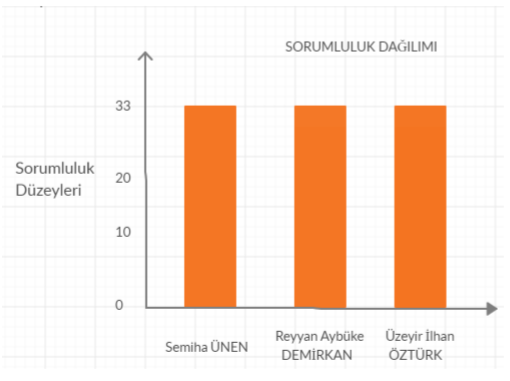 SORUMLULUK DAĞILIMI
33
Sorumluluk
Düzeyleri
20
10
0
Semiha ÜNEN
Reyyan Aybüke
DEMİRKAN
Üzeyir İlhan
ÖZTÜRK